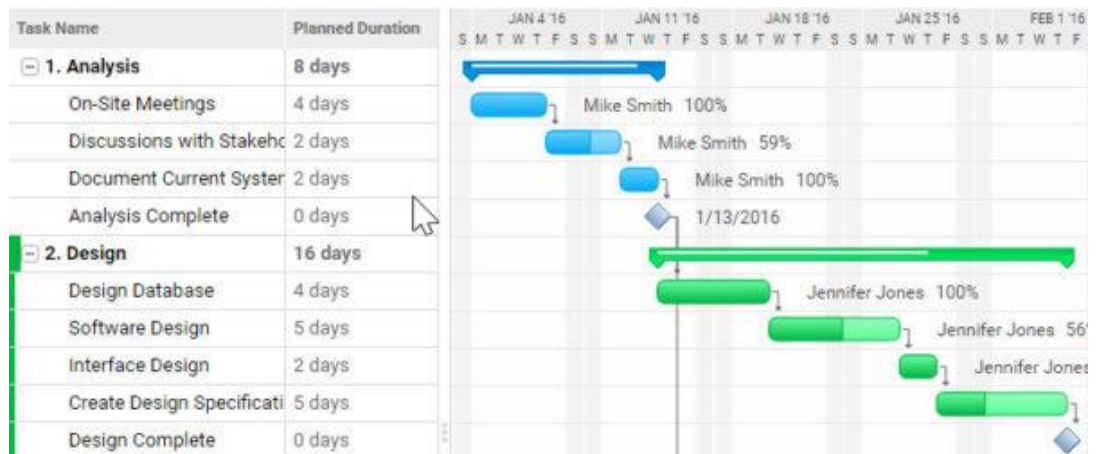 JAN 4 '16 JAN 11 '16 JAN 18 '16 JAN 25 '16 FEB 1 '16
Task Name Planned Duration
S M T W T F S S M T W T F S S M T W T F S S M T W T F S S M T W T F
1. Analysis 8 days
On-Site Meetings 4 days Mike Smith 100%
Discussions with Stakehc 2 days Mike Smith 59%
Document Current Syster 2 days Mike Smith 100%
Analysis Complete 0 days 1/13/2016
2. Design 16 days
Design Database 4 days Jennifer Jones 100%
Software Design 5 days Jennifer Jones 56
Interface Design 2 days Jennifer Jones
Create Design Specificati 5 days
Design Complete 0 days